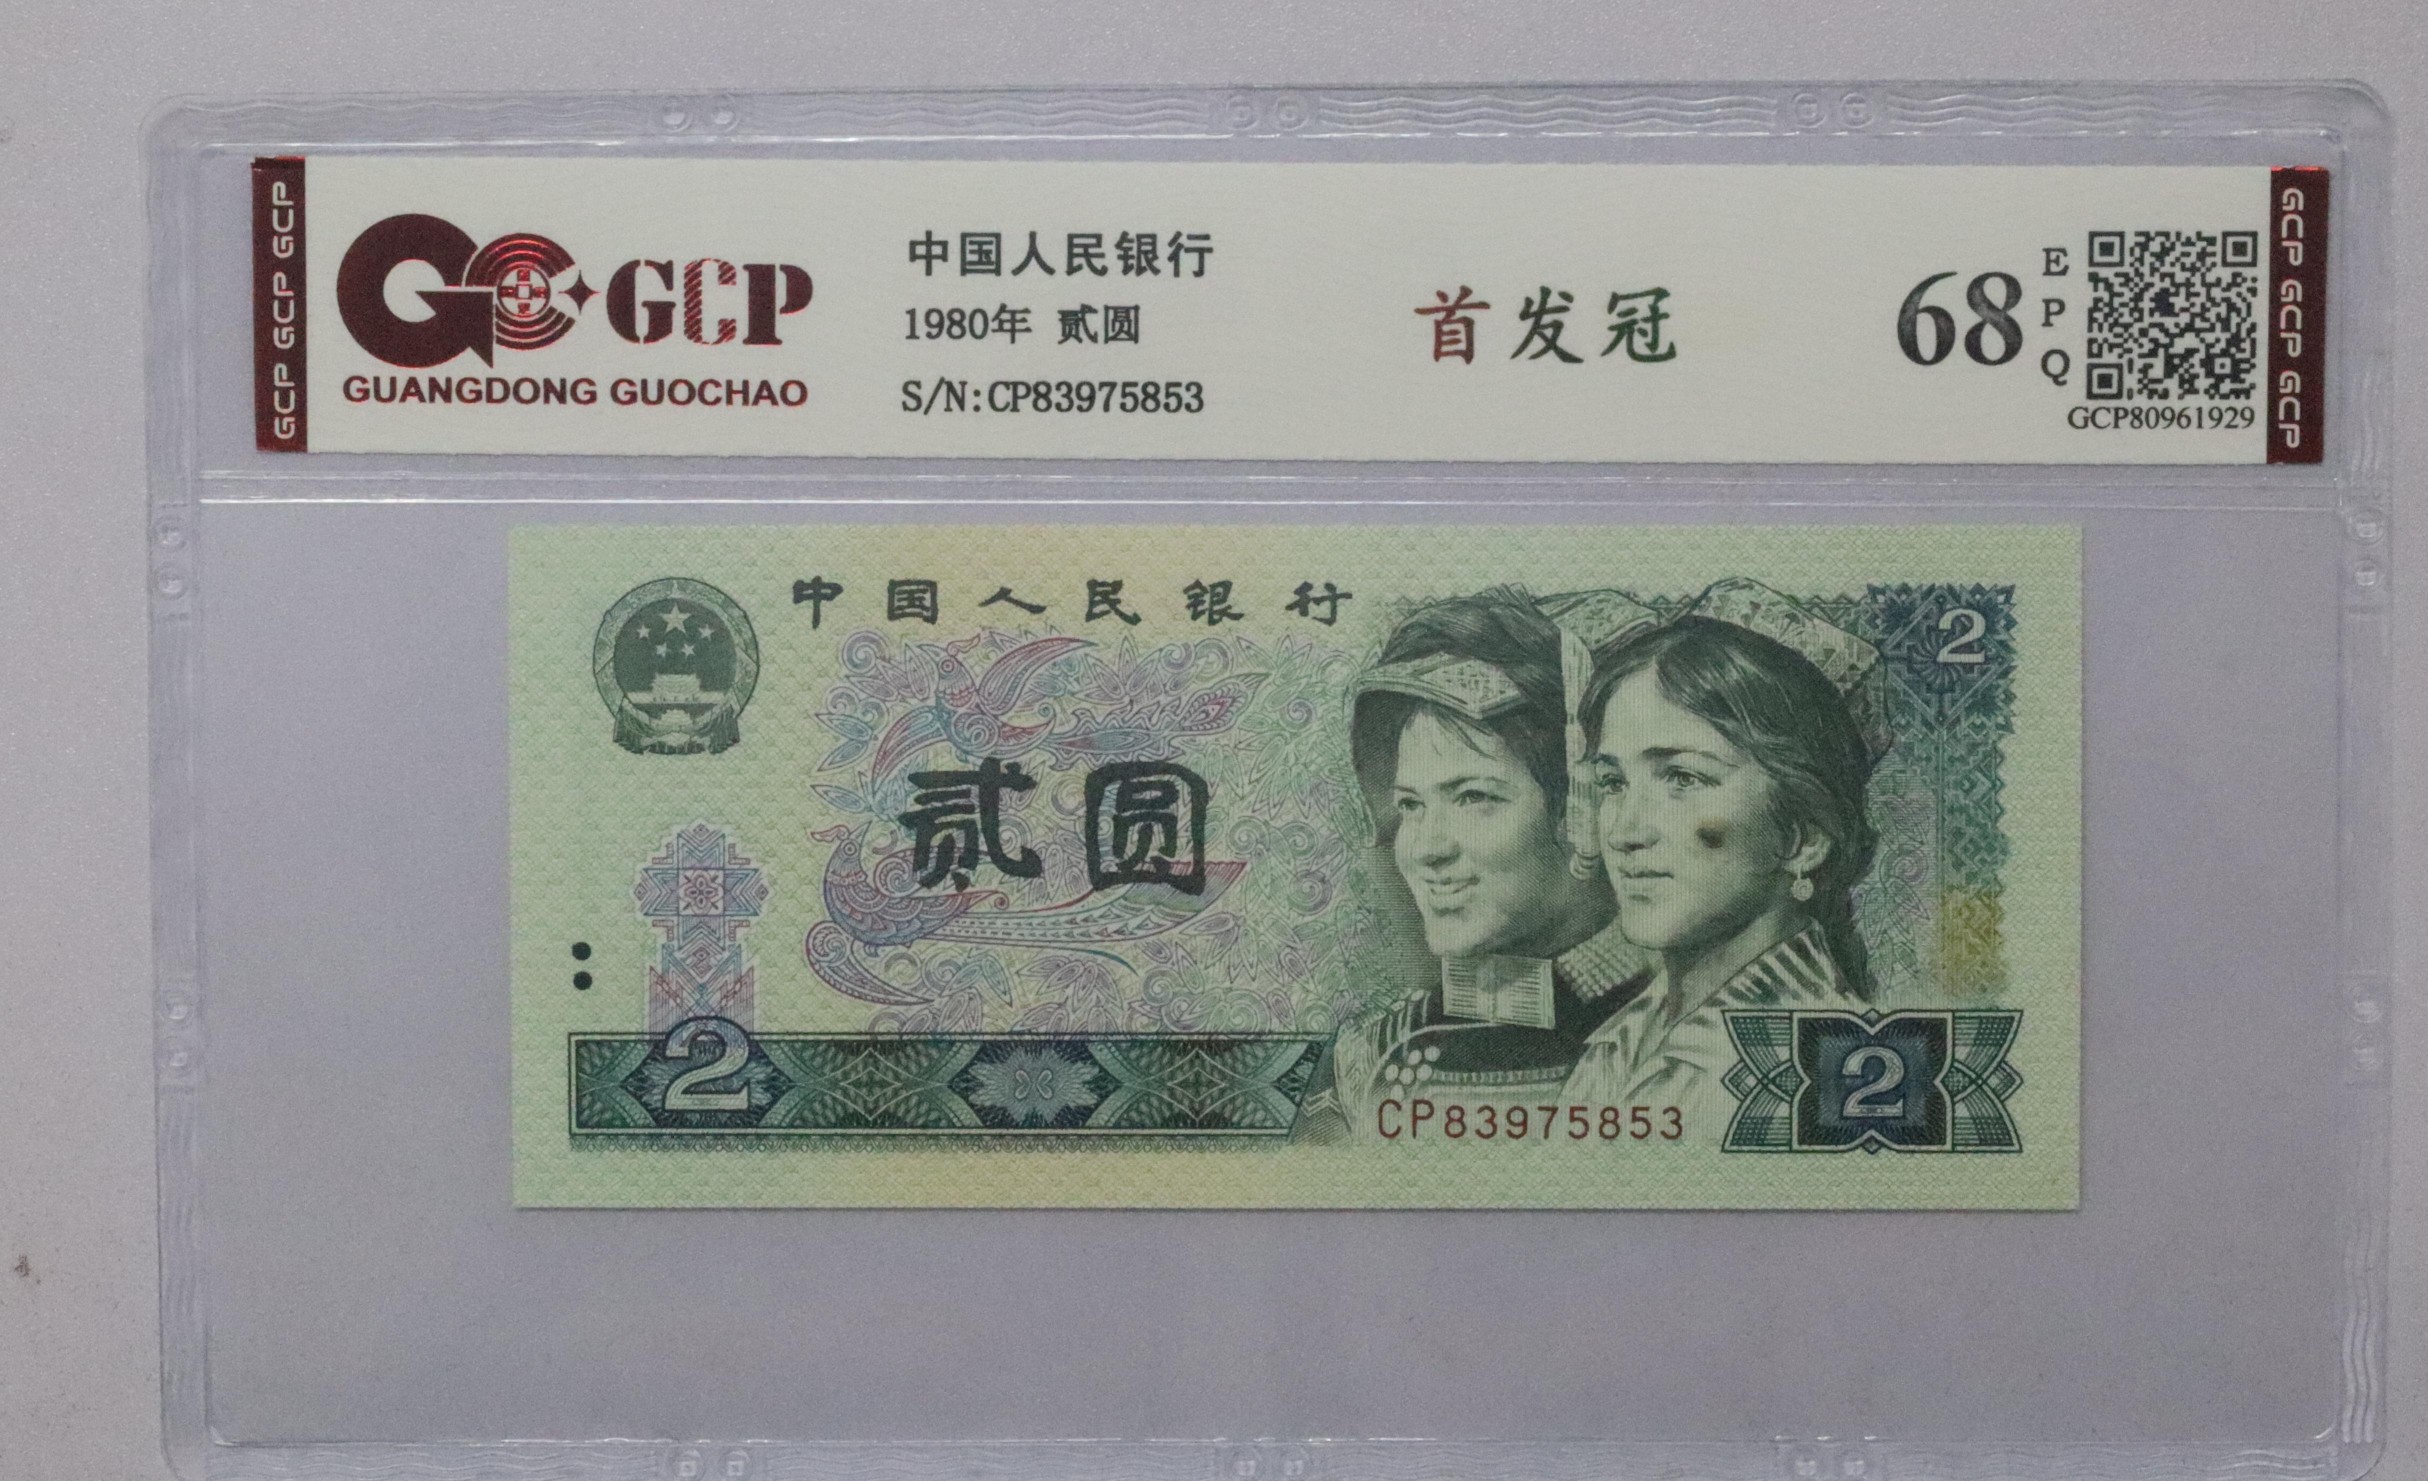 GCP GCP GCP
GCP
GUANGDONG GUOCHAO
中国人民银行
1980年 贰圆
S/N:CP83975853
首发冠
68
E
P
Q
GCP80961929
GCP GCP GCP
中国人民银行
2
贰圆
2
CP83975853
2